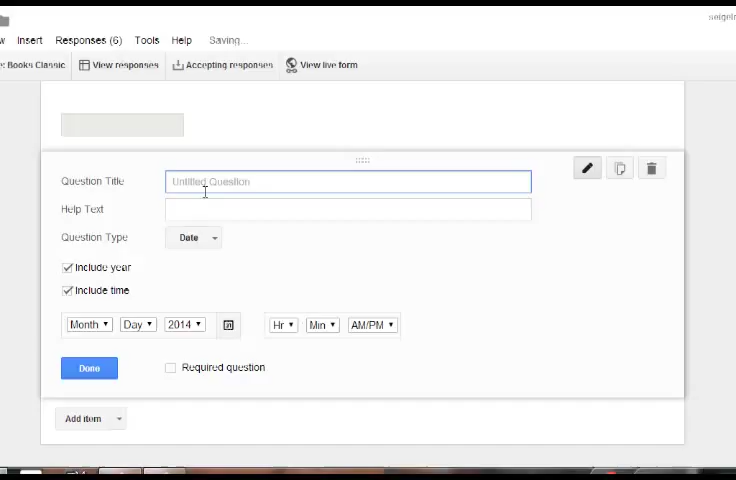 Insert Responses (6) Tools Help Saving...
e: Books Classic View responses Accepting responses View live form
Question Title Untitled Question
Help Text
Question Type Date
Include year
Include time
Month Day 2014 31 Hr Min AM/PM
Done Required question
Add item